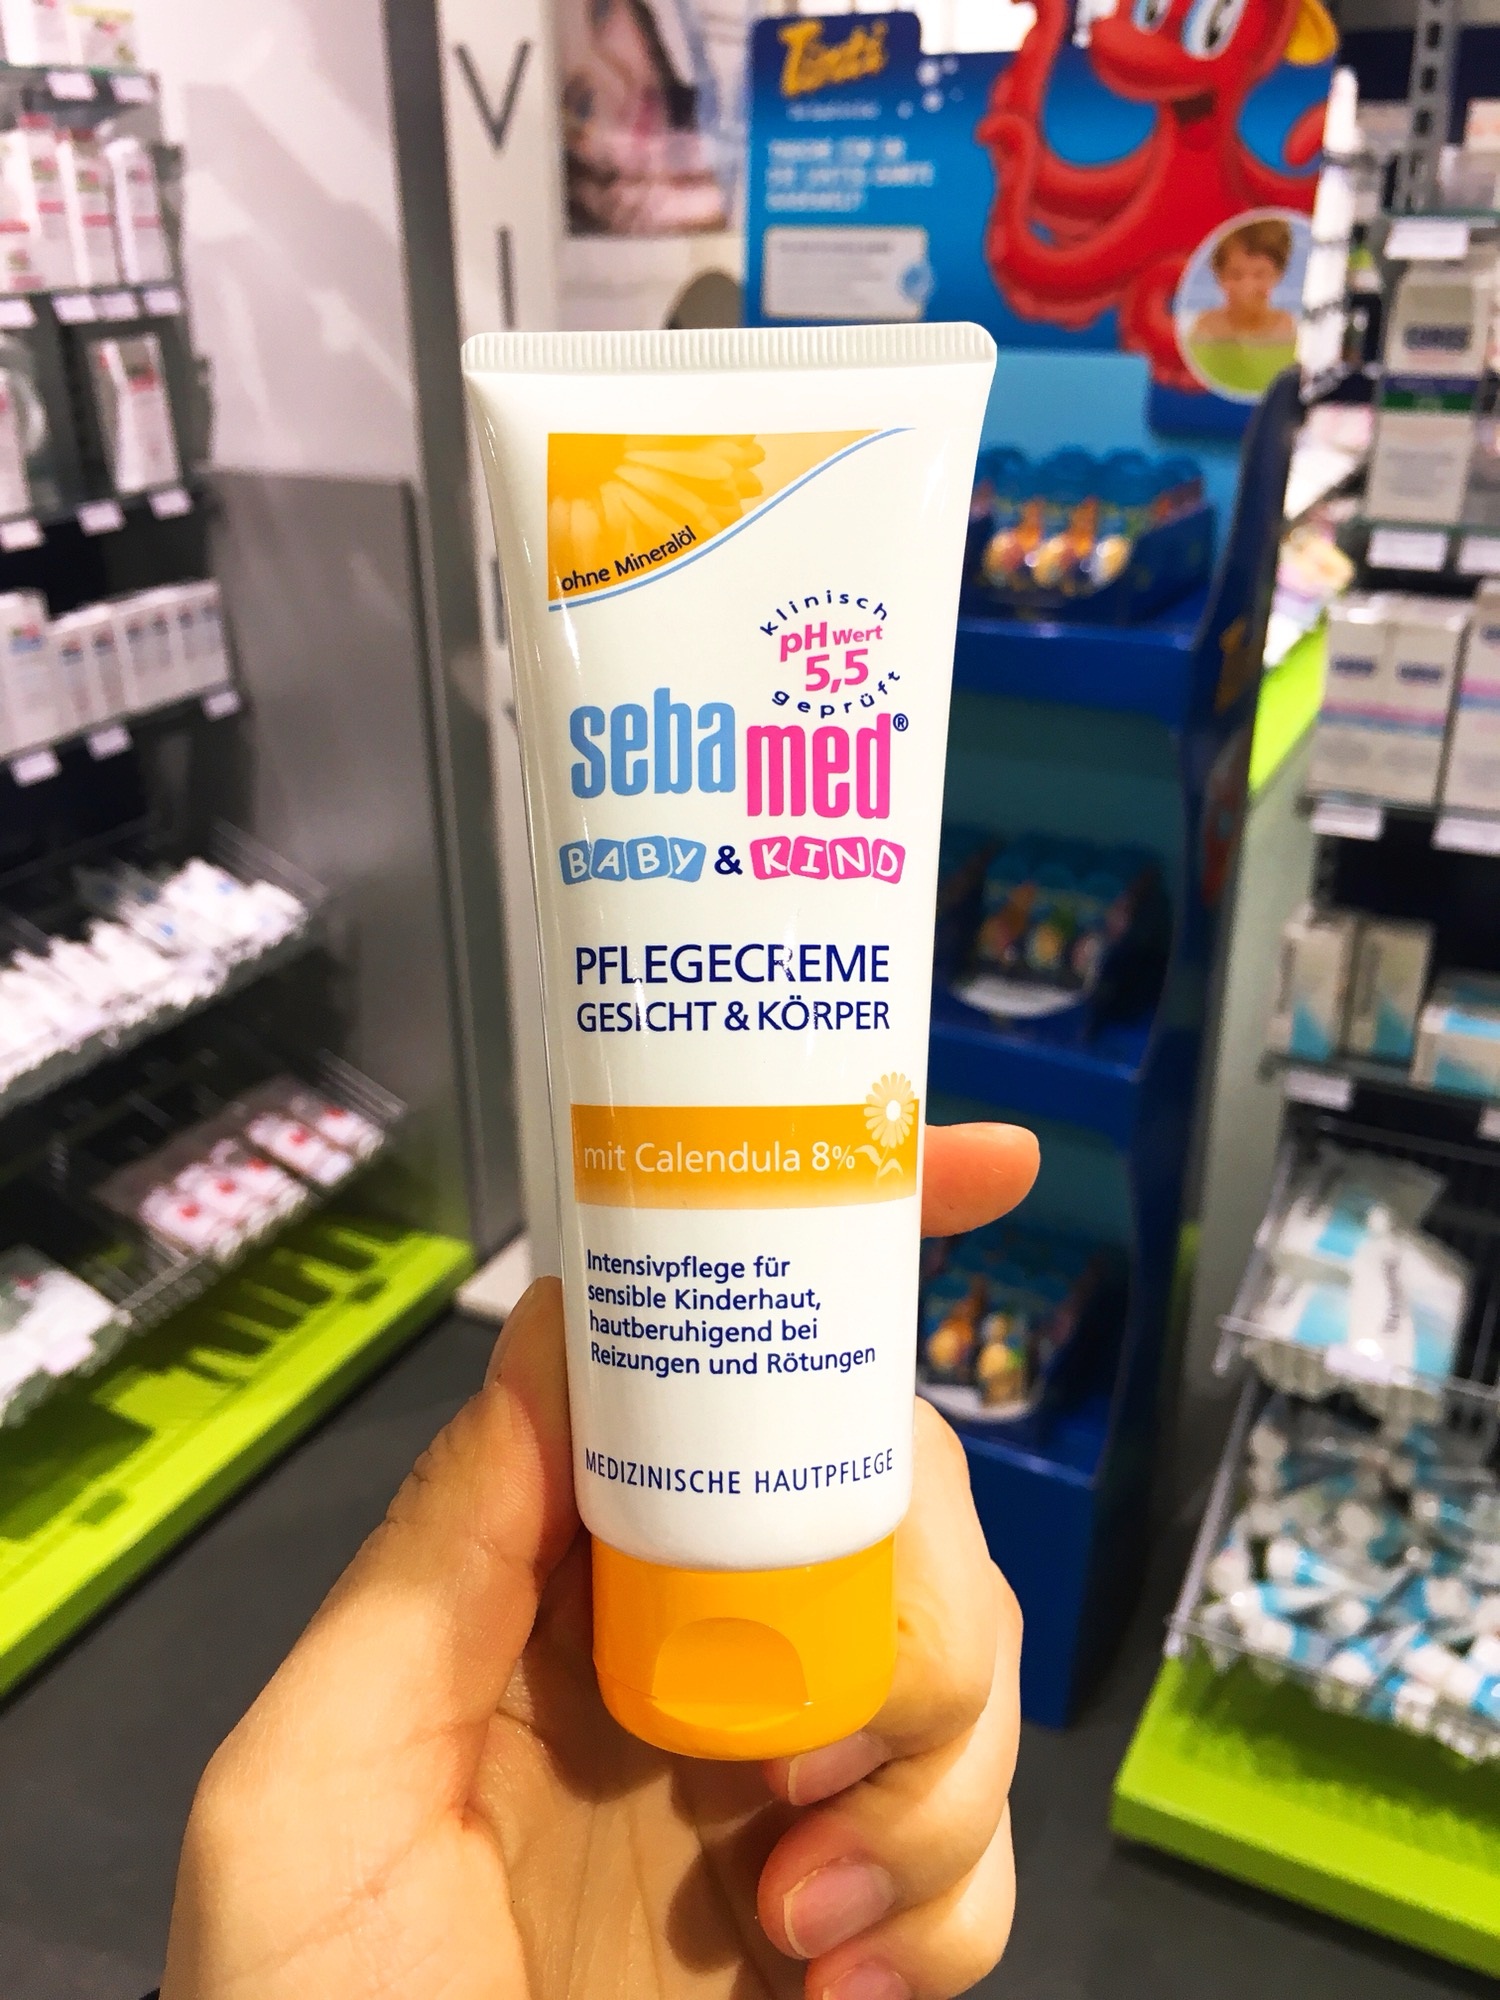 Tinti
ohne Mineralöl
klinisch
pH Wert
5,5
geprüft
sebamed®
BABY & KIND
PFLEGECREME
GESICHT & KÖRPER
mit Calendula 8%
Intensivpflege für
sensible Kinderhaut,
hautberuhigend bei
Reizungen und Rötungen
MEDIZINISCHE HAUTPFLEGE